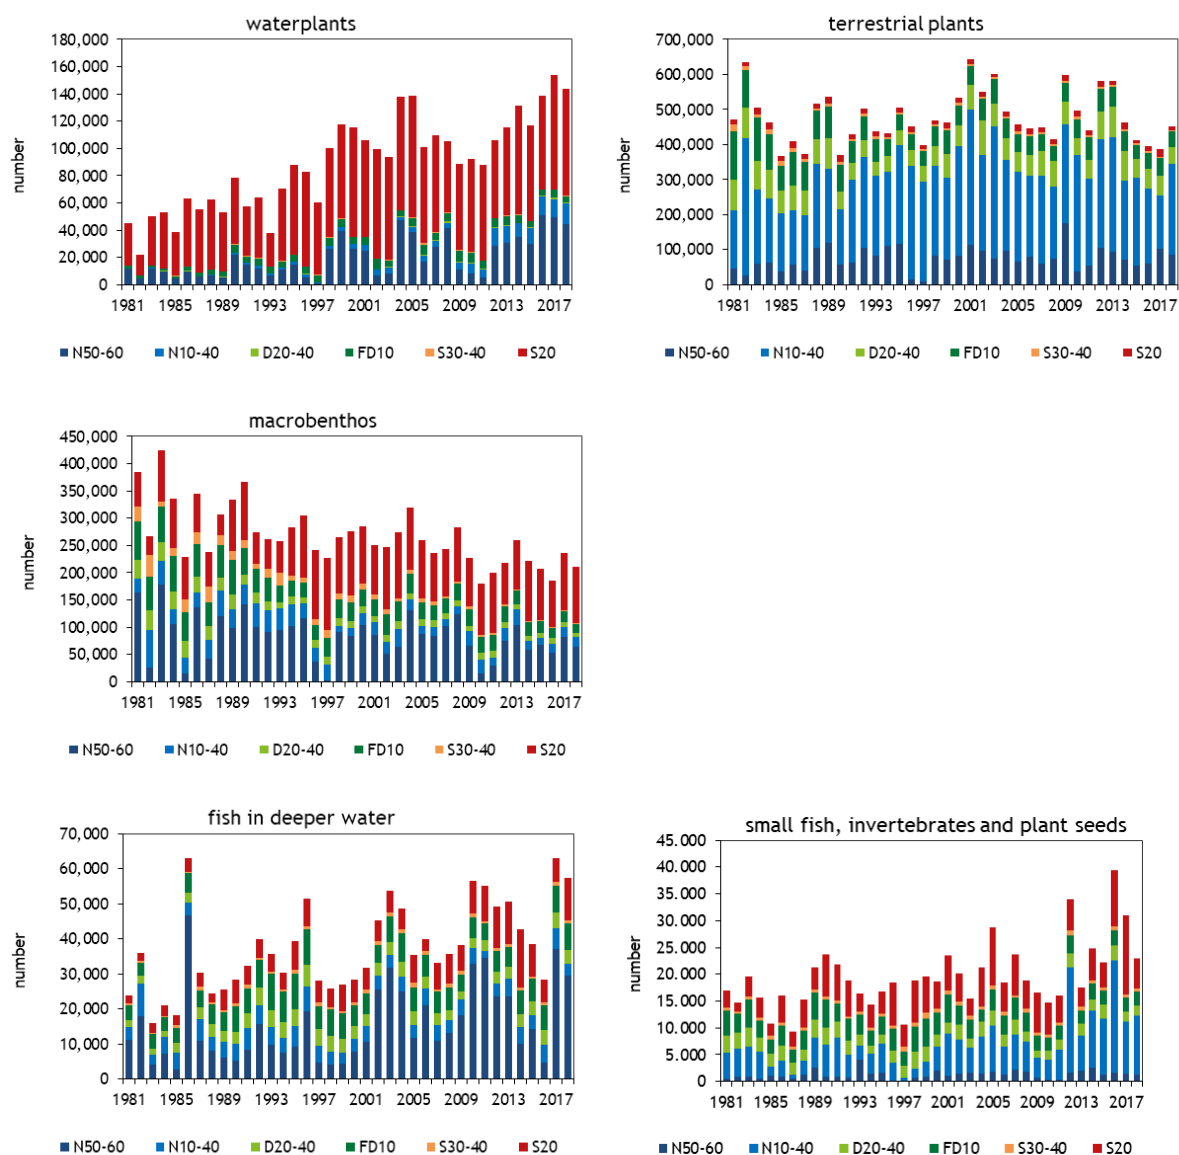 waterplants
180,000
160,000
140,000
120,000
100,000
80,000
60,000
40,000
20,000
0
number
1981 1985 1989 1993 1997 2001 2005 2009 2013 2017
N50-60 N10-40 D20-40 FD10 S30-40 S20
terrestrial plants
700,000
600,000
500,000
400,000
300,000
200,000
100,000
0
number
1981 1985 1989 1993 1997 2001 2005 2009 2013 2017
N50-60 N10-40 D20-40 FD10 S30-40 S20
macrobenthos
450,000
400,000
350,000
300,000
250,000
200,000
150,000
100,000
50,000
0
number
1981 1985 1989 1993 1997 2001 2005 2009 2013 2017
N50-60 N10-40 D20-40 FD10 S30-40 S20
fish in deeper water
70,000
60,000
50,000
40,000
30,000
20,000
10,000
0
number
1981 1985 1989 1993 1997 2001 2005 2009 2013 2017
N50-60 N10-40 D20-40 FD10 S30-40 S20
small fish, invertebrates and plant seeds
45.000
40,000
35,000
30,000
25,000
20,000
15,000
10,000
5.000
0
number
1981 1985 1989 1993 1997 2001 2005 2009 2013 2017
N50-60 N10-40 D20-40 FD10 S30-40 S20